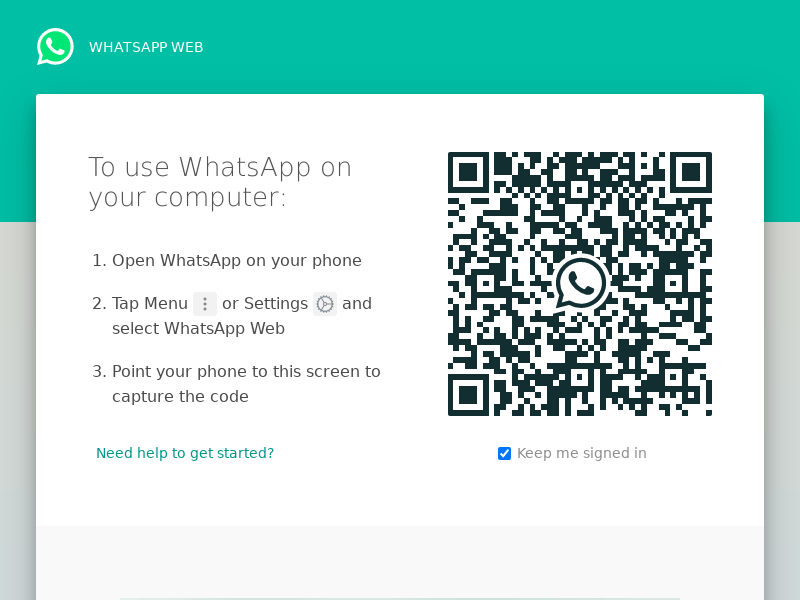 WHATSAPP WEB
To use WhatsApp on
your computer:
1. Open WhatsApp on your phone
2. Tap Menu or Settings and
select WhatsApp Web
3. Point your phone to this screen to
capture the code
Need help to get started?
Keep me signed in